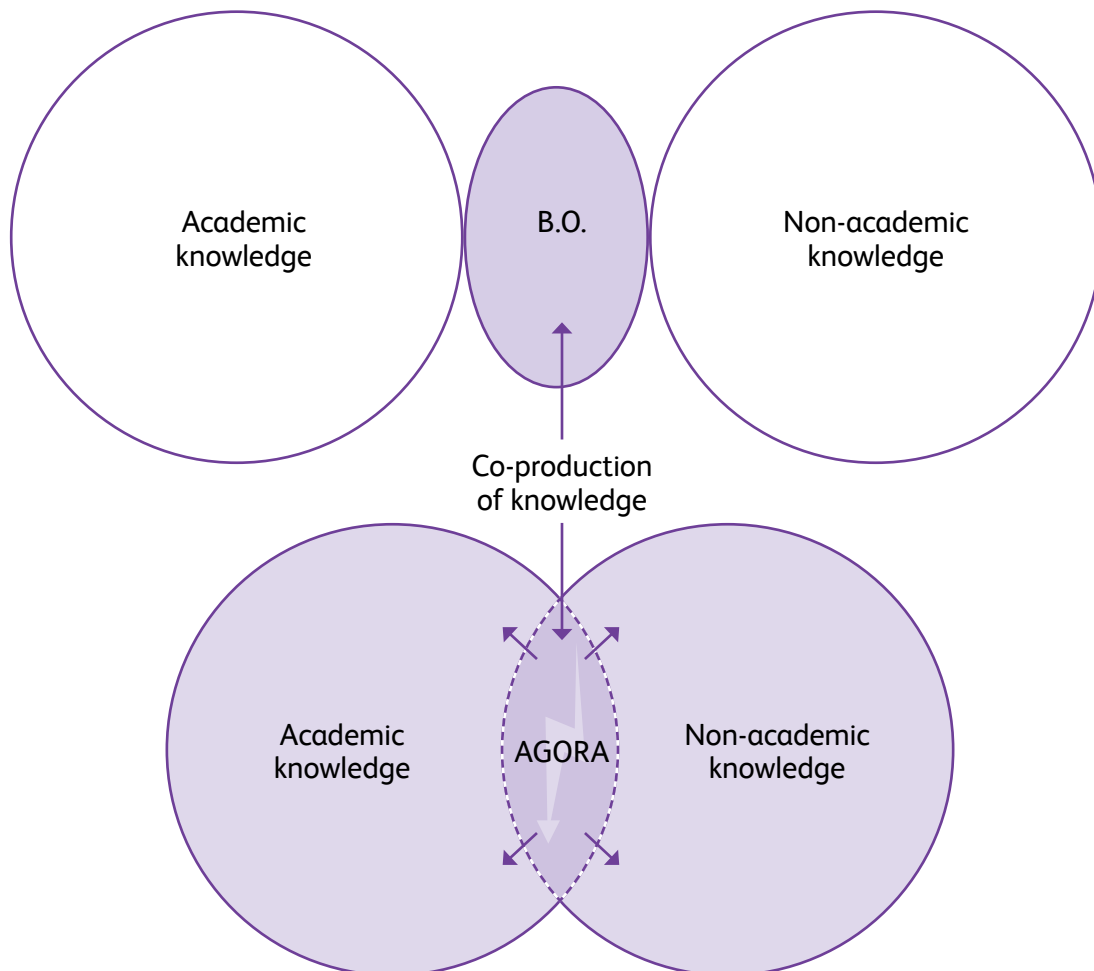 Academic
knowledge
B.O.
Non-academic
knowledge
Co-production
of knowledge
Academic
knowledge
AGORA
Non-academic
knowledge